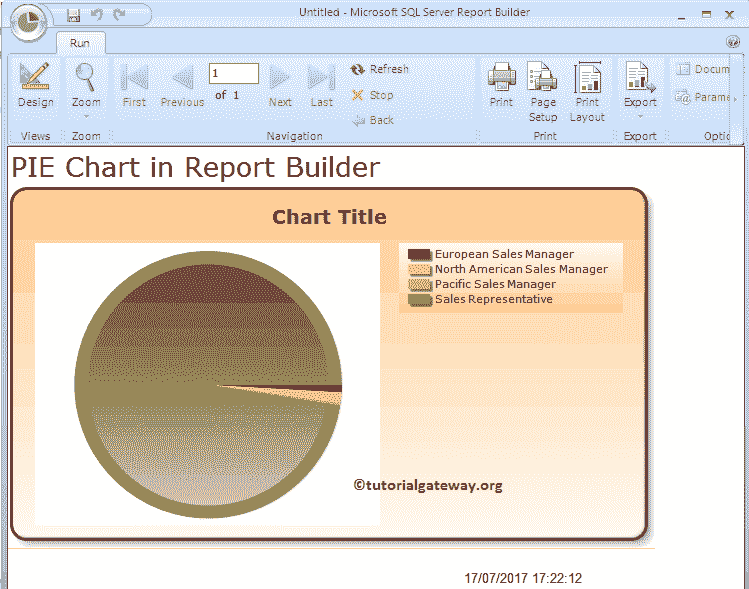 Untitled - Microsoft SQL Server Report Builder
Run
Design
Zoom
First
Previous
1
of 1
Next
Last
Refresh
Stop
Back
Print
Page
Setup
Print
Layout
Export
Docum
Parame
Views
Zoom
Navigation
Print
Export
Optic
PIE Chart in Report Builder
Chart Title
European Sales Manager
North American Sales Manager
Pacific Sales Manager
Sales Representative
©tutorialgateway.org
17/07/2017 17:22:12